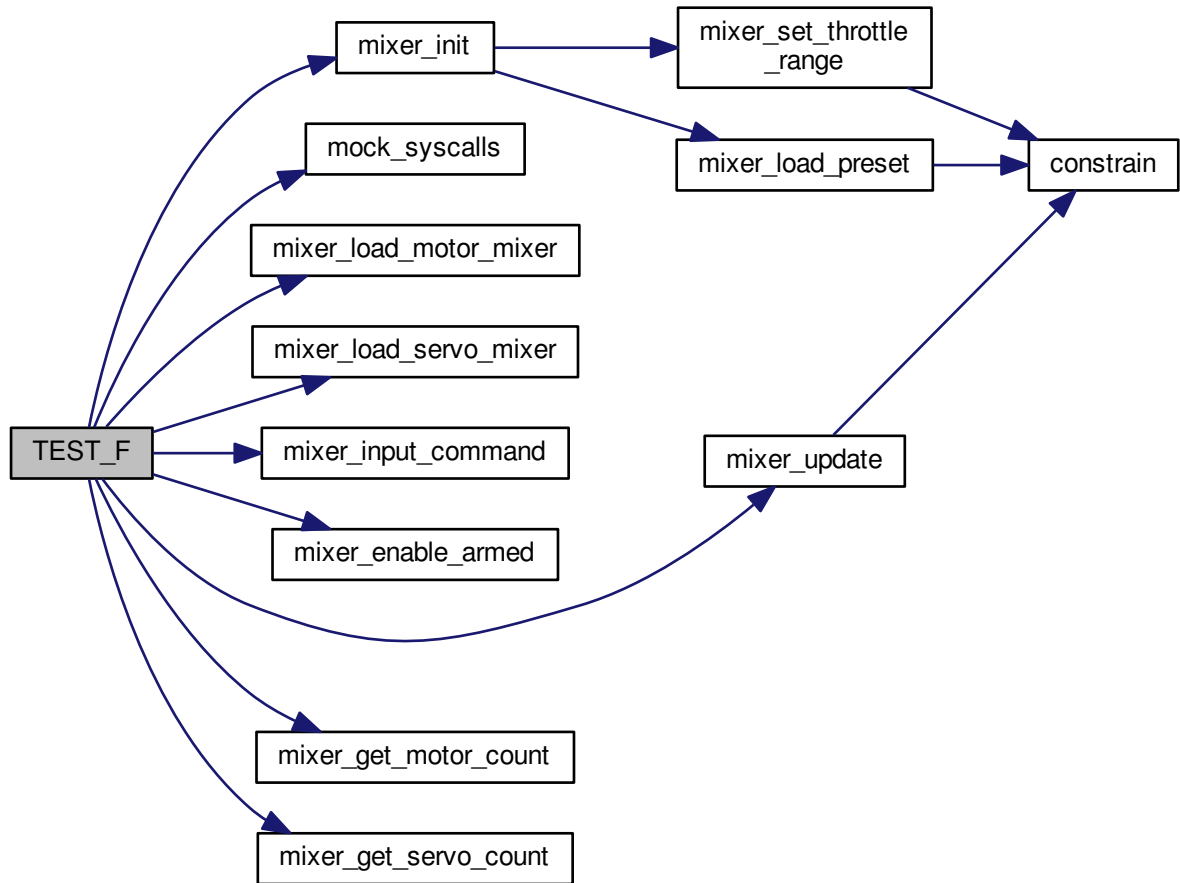 mixer_init
mixer_set_throttle
_range
mock_syscalls
mixer_load_preset
constrain
mixer_load_motor_mixer
mixer_load_servo_mixer
TEST_F
mixer_input_command
mixer_update
mixer_enable_armed
mixer_get_motor_count
mixer_get_servo_count